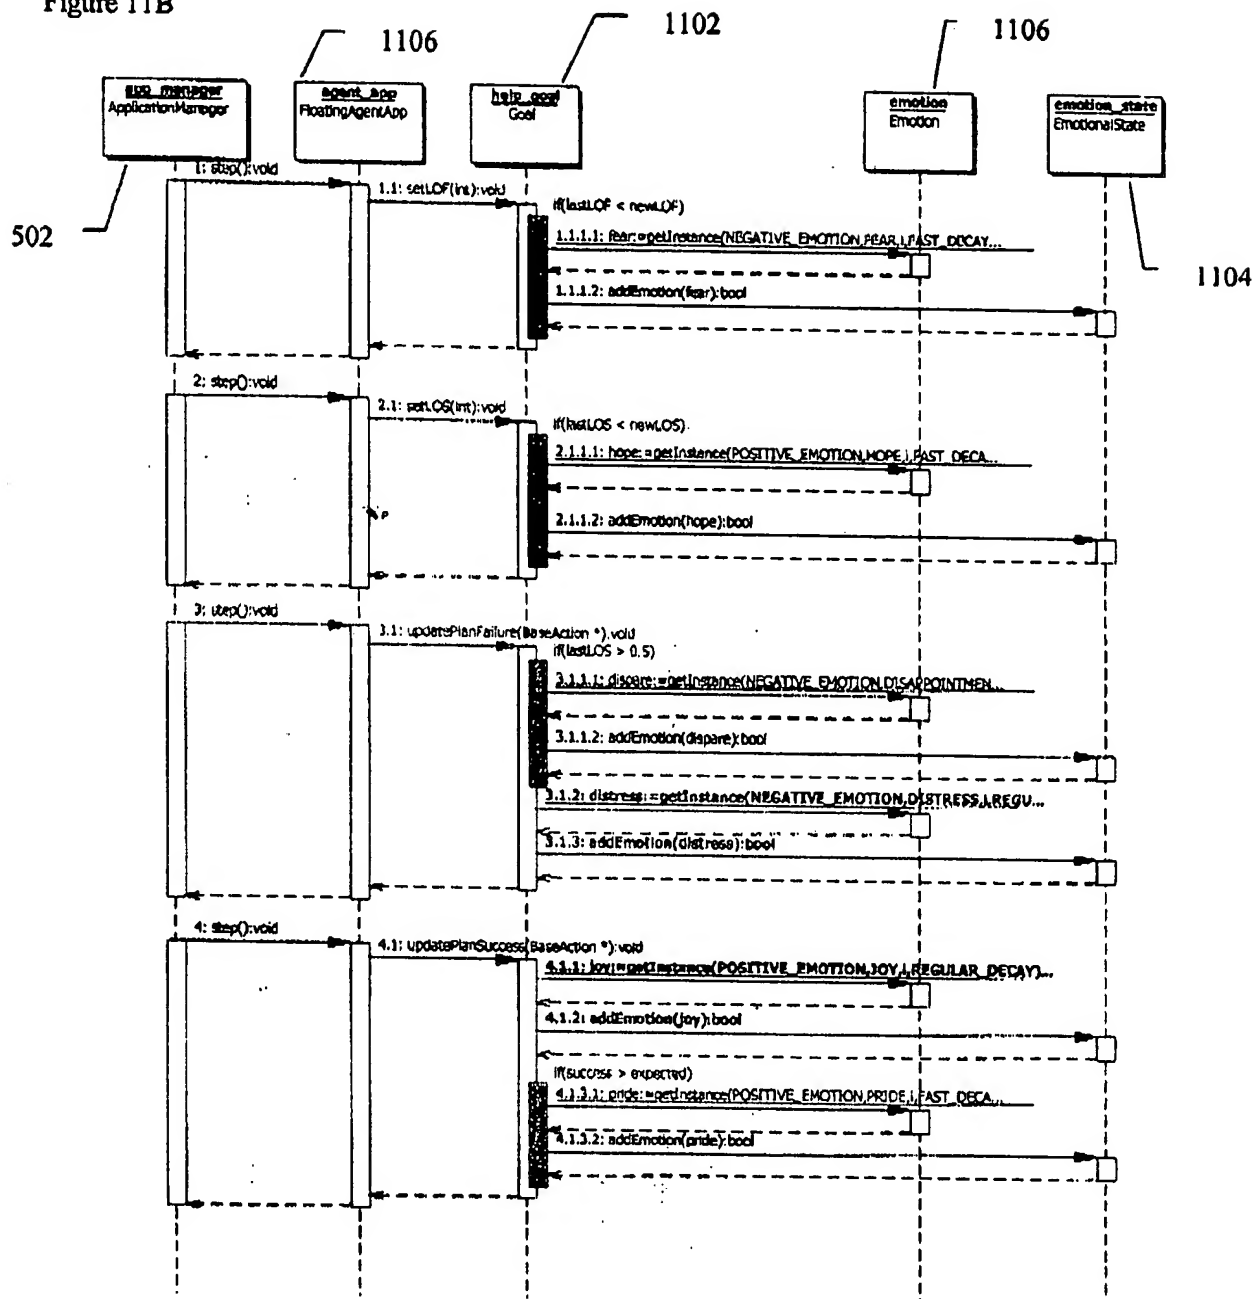 Figure 11B
1106
1102
1106
app_manager
ApplicationManager
agent_app
FloatingAgentApp
help_goal
Goal
emotion
Emotion
emotion_state
EmotionalState
502
1104
1: step():void
1.1: setLOF(int):void
if(lastLOF < newLOF)
1.1.1.1: fear:=getInstance(NEGATIVE_EMOTION,FEAR,i,FAST_DECAY...
1.1.1.2: addEmotion(fear):bool
2: step():void
2.1: setLOS(int):void
if(lastLOS < newLOS)
2.1.1.1: hope:=getInstance(POSITIVE_EMOTION,HOPE,i,FAST_DECA...
2.1.1.2: addEmotion(hope):bool
3: step():void
3.1: updatePlanFailure(BaseAction *):void
if(lastLOS > 0.5)
3.1.1.1: dispare:=getInstance(NEGATIVE_EMOTION,DISAPPOINTMEN...
3.1.1.2: addEmotion(dispare):bool
3.1.2: distress:=getInstance(NEGATIVE_EMOTION,DISTRESS,i,REGU...
3.1.3: addEmotion(distress):bool
4: step():void
4.1: updatePlanSuccess(BaseAction *):void
4.1.1: joy:=getInstance(POSITIVE_EMOTION,JOY,i,REGULAR_DECAY)...
4.1.2: addEmotion(joy):bool
if(success > expected)
4.1.3.1: pride:=getInstance(POSITIVE_EMOTION,PRIDE,i,FAST_DECA...
4.1.3.2: addEmotion(pride):bool